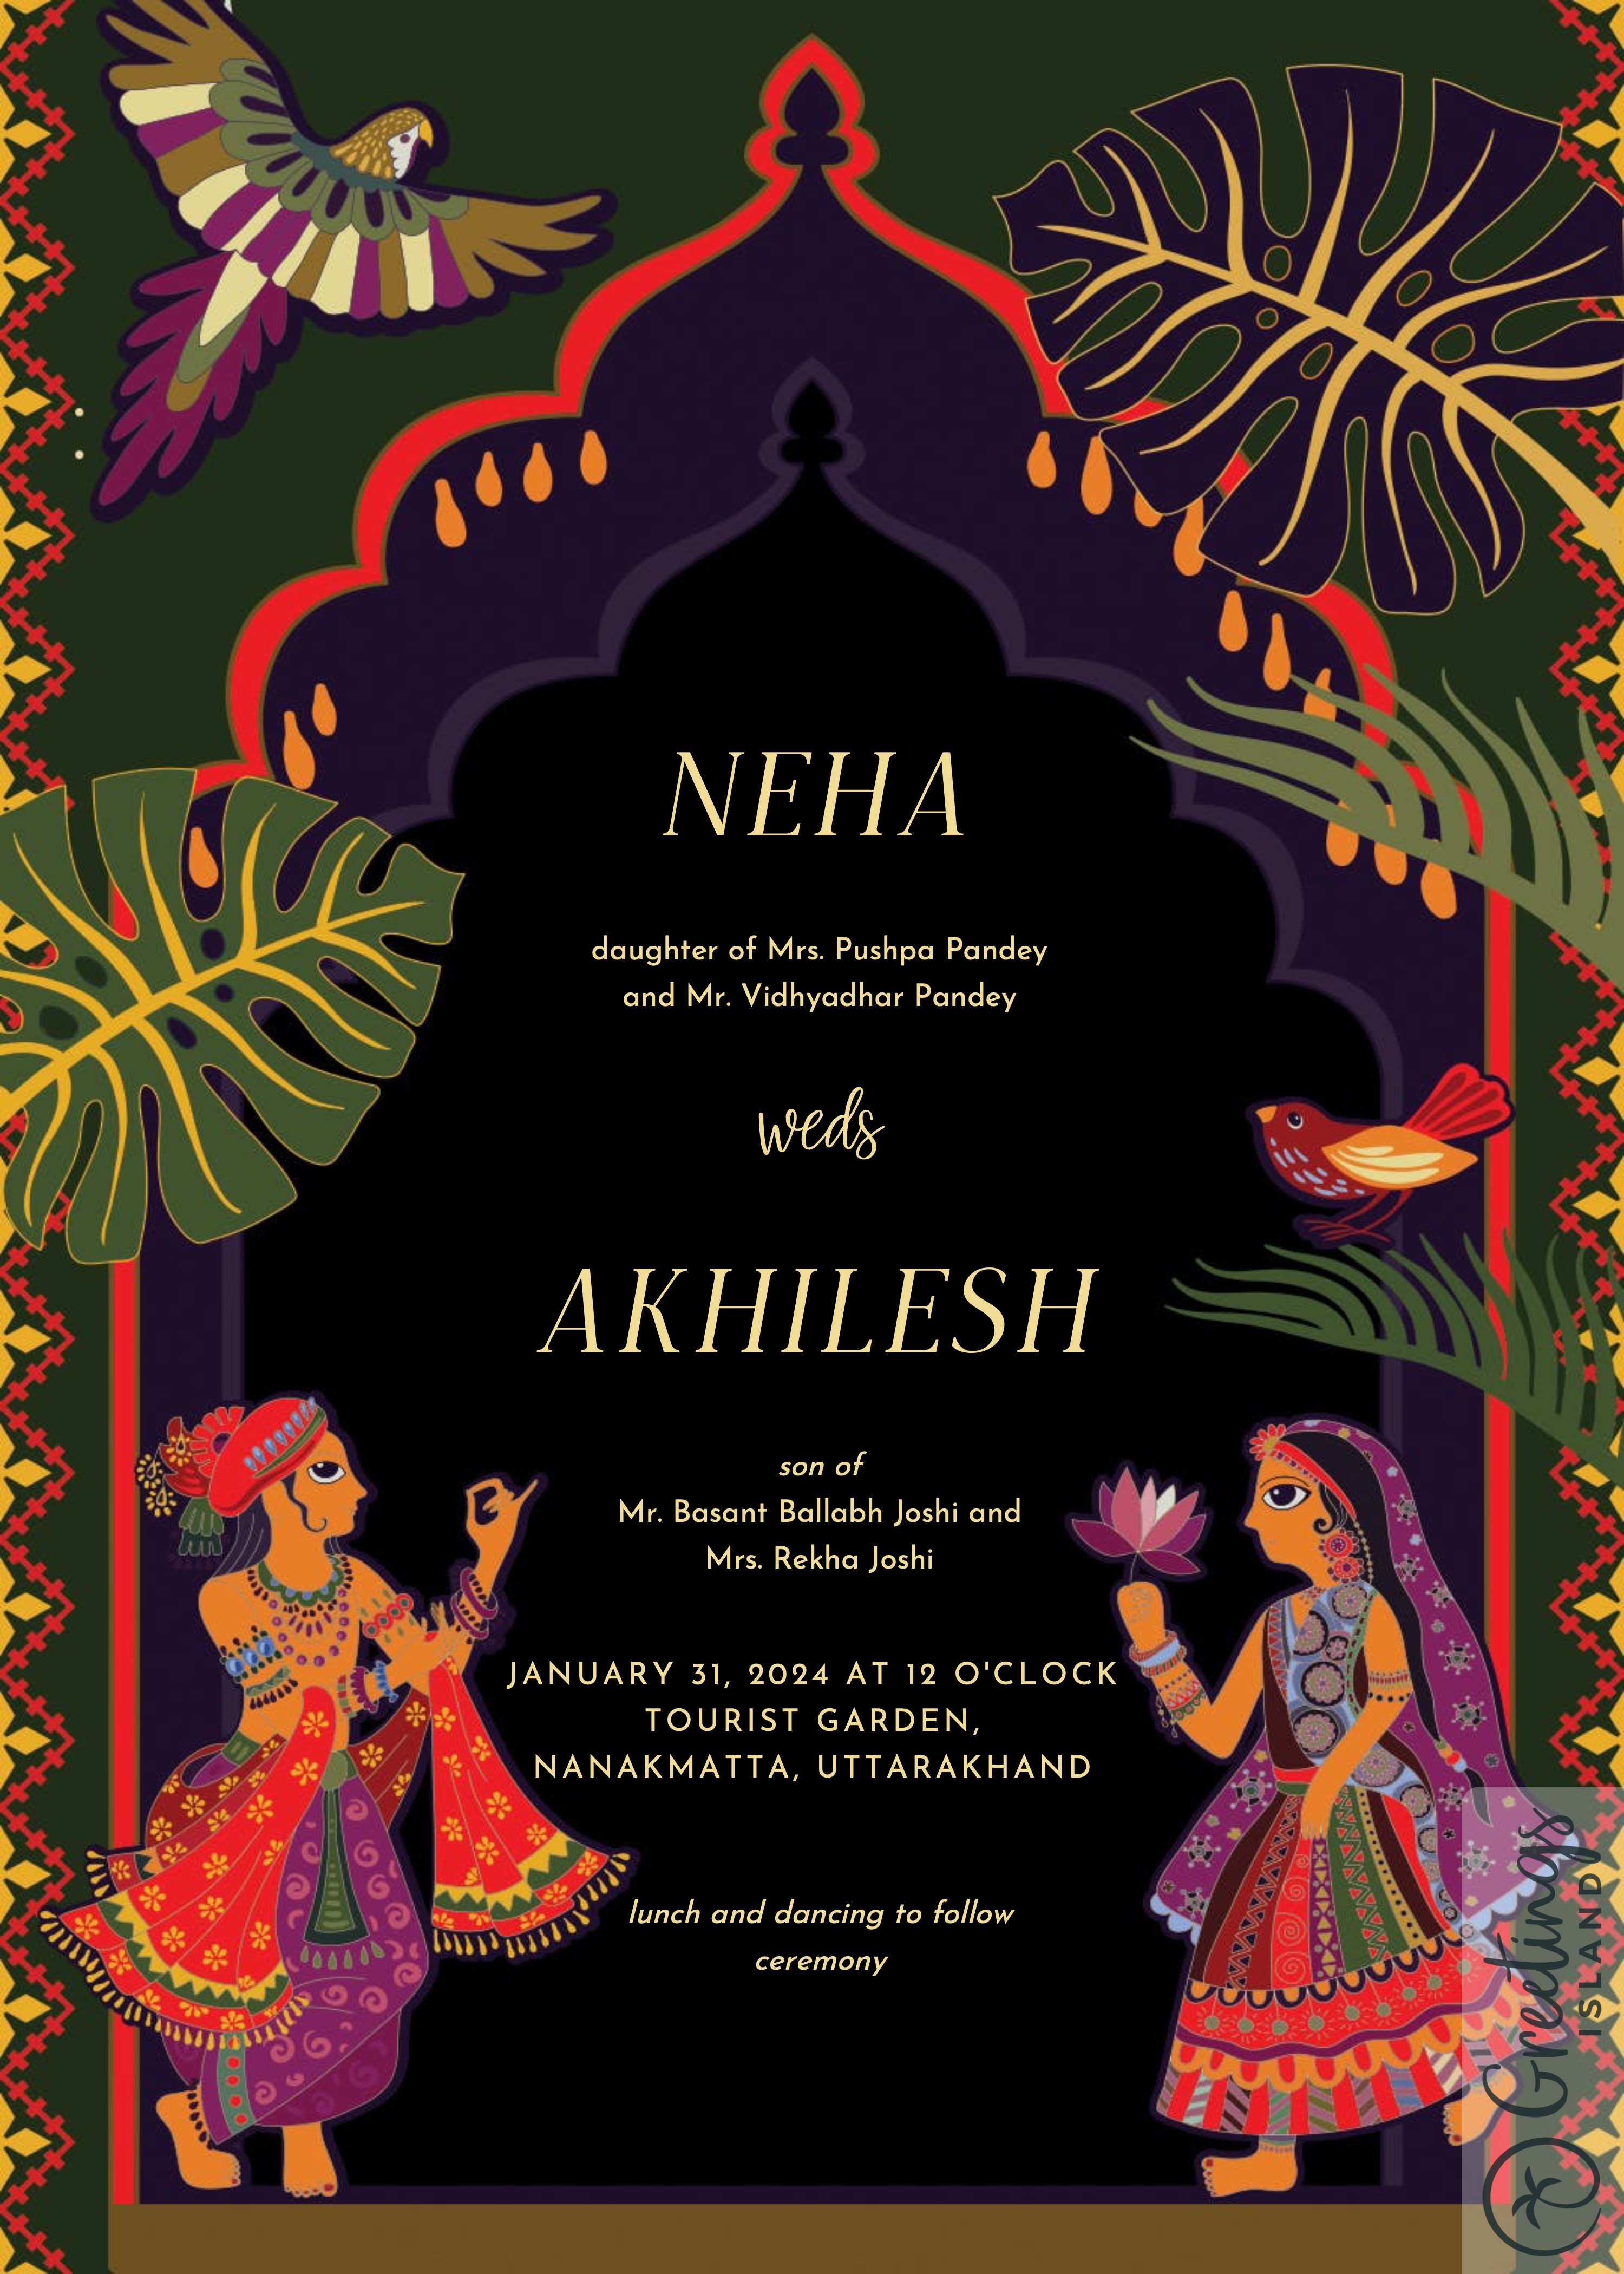 NEHA
daughter of Mrs. Pushpa Pandey
and Mr. Vidhyadhar Pandey
weds
AKHILESH
son of
Mr. Basant Ballabh Joshi and
Mrs. Rekha Joshi
JANUARY 31, 2024 AT 12 O'CLOCK
TOURIST GARDEN,
NANAKMATTA, UTTARAKHAND
lunch and dancing to follow
ceremony
Greetings
ISLAND